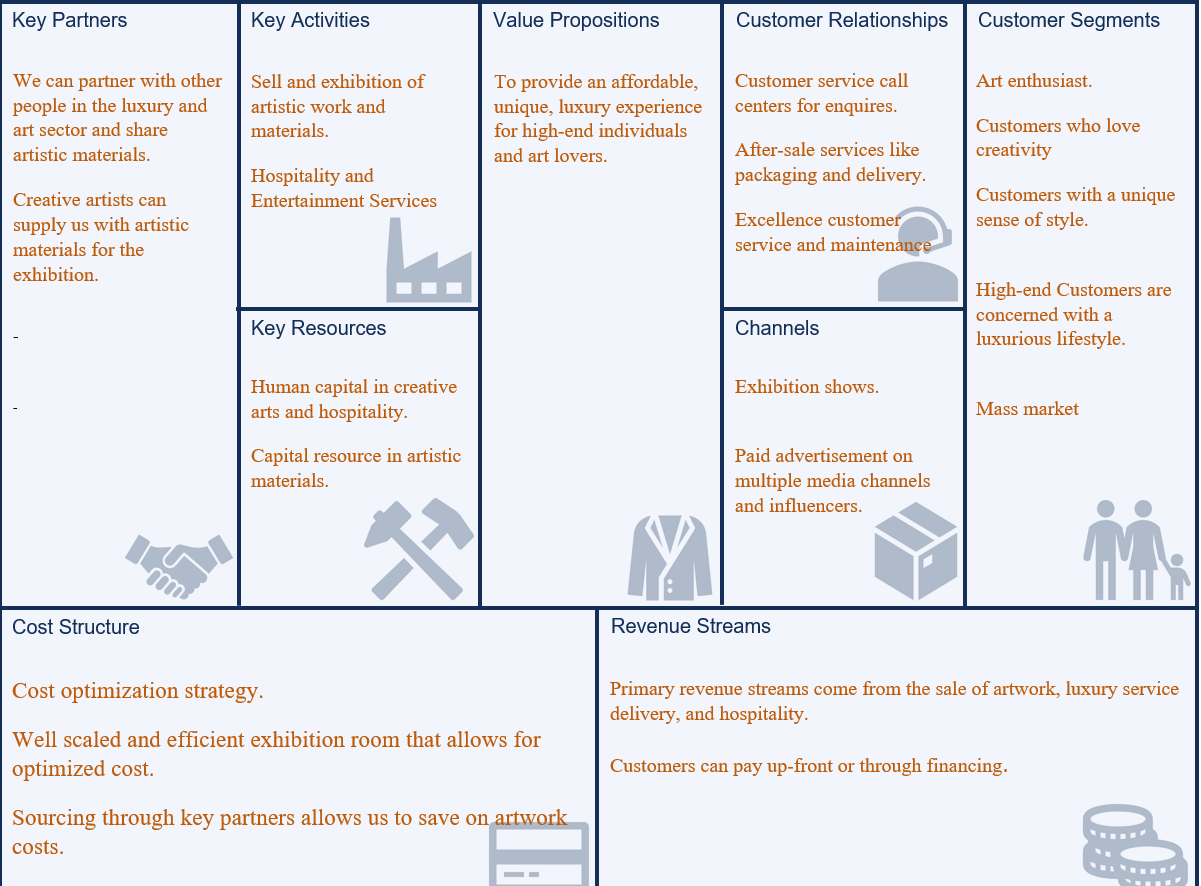 Key Partners
We can partner with other
people in the luxury and
art sector and share
artistic materials.
Creative artists can
supply us with artistic
materials for the
exhibition.
-
-
Key Activities
Sell and exhibition of
artistic work and
materials.
Hospitality and
Entertainment Services
Key Resources
Human capital in creative
arts and hospitality.
Capital resource in artistic
materials.
Value Propositions
To provide an affordable,
unique, luxury experience
for high-end individuals
and art lovers.
Customer Relationships
Customer service call
centers for enquires.
After-sale services like
packaging and delivery.
Excellence customer
service and maintenance
Channels
Exhibition shows.
Paid advertisement on
multiple media channels
and influencers.
Customer Segments
Art enthusiast.
Customers who love
creativity
Customers with a unique
sense of style.
High-end Customers are
concerned with a
luxurious lifestyle.
Mass market
Cost Structure
Cost optimization strategy.
Well scaled and efficient exhibition room that allows for
optimized cost.
Sourcing through key partners allows us to save on artwork
costs.
Revenue Streams
Primary revenue streams come from the sale of artwork, luxury service
delivery, and hospitality.
Customers can pay up-front or through financing.